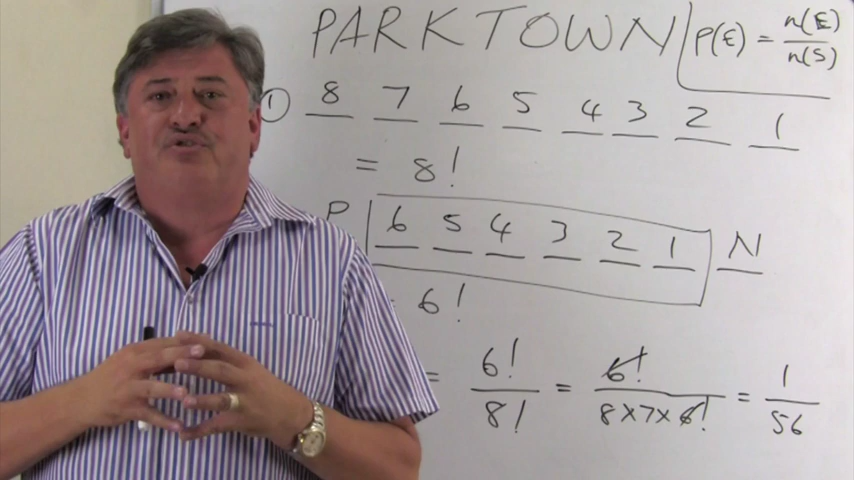 PARKTOWN
P(E) = n(E)/n(S)
① 8 7 6 5 4 3 2 1
= 8!
P 6 5 4 3 2 1 N
= 6!
= 6!/8! = 6!/8×7×6! = 1/56